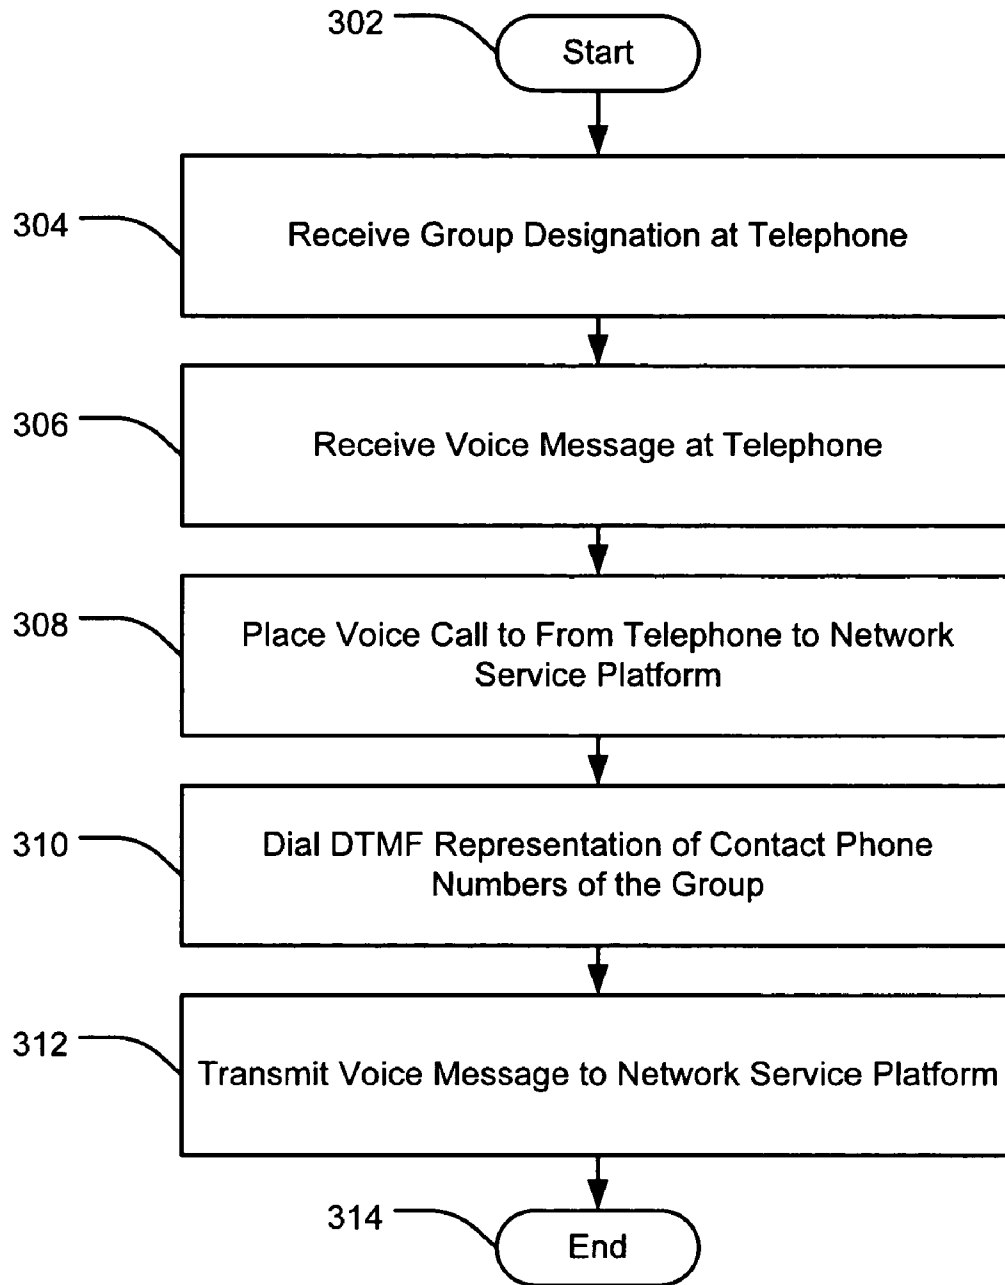 302
Start
304
Receive Group Designation at Telephone
306
Receive Voice Message at Telephone
308
Place Voice Call to From Telephone to Network
Service Platform
310
Dial DTMF Representation of Contact Phone
Numbers of the Group
312
Transmit Voice Message to Network Service Platform
314
End